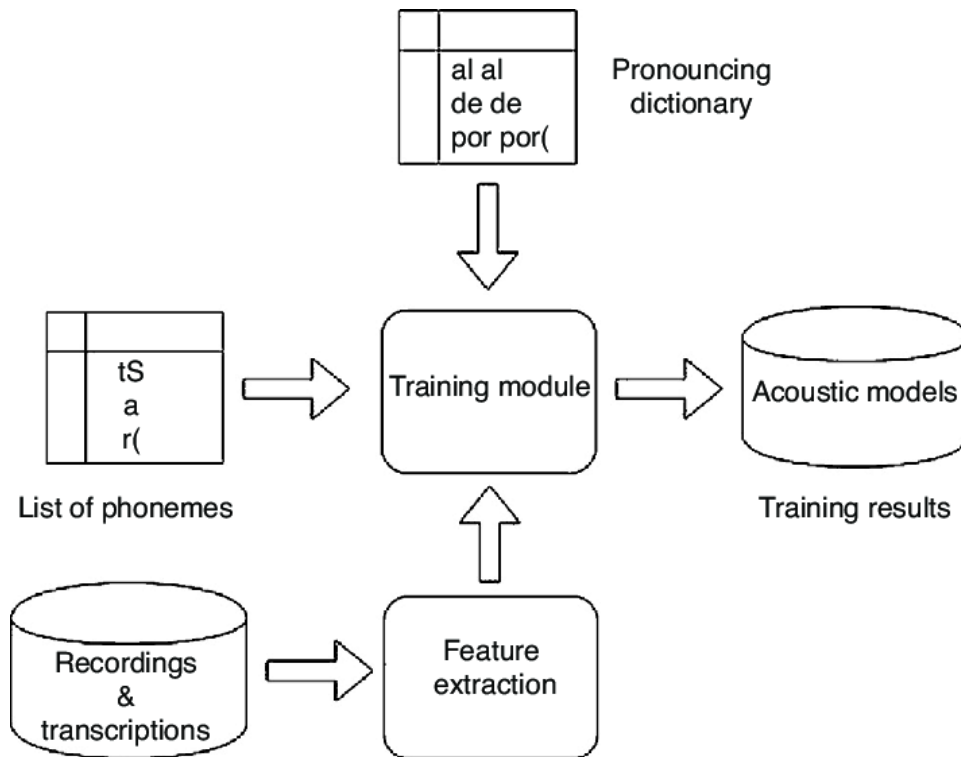 al al
de de
por por(
Pronouncing
dictionary
tS
a
r(
List of phonemes
Training module
Acoustic models
Training results
Recordings
&
transcriptions
Feature
extraction